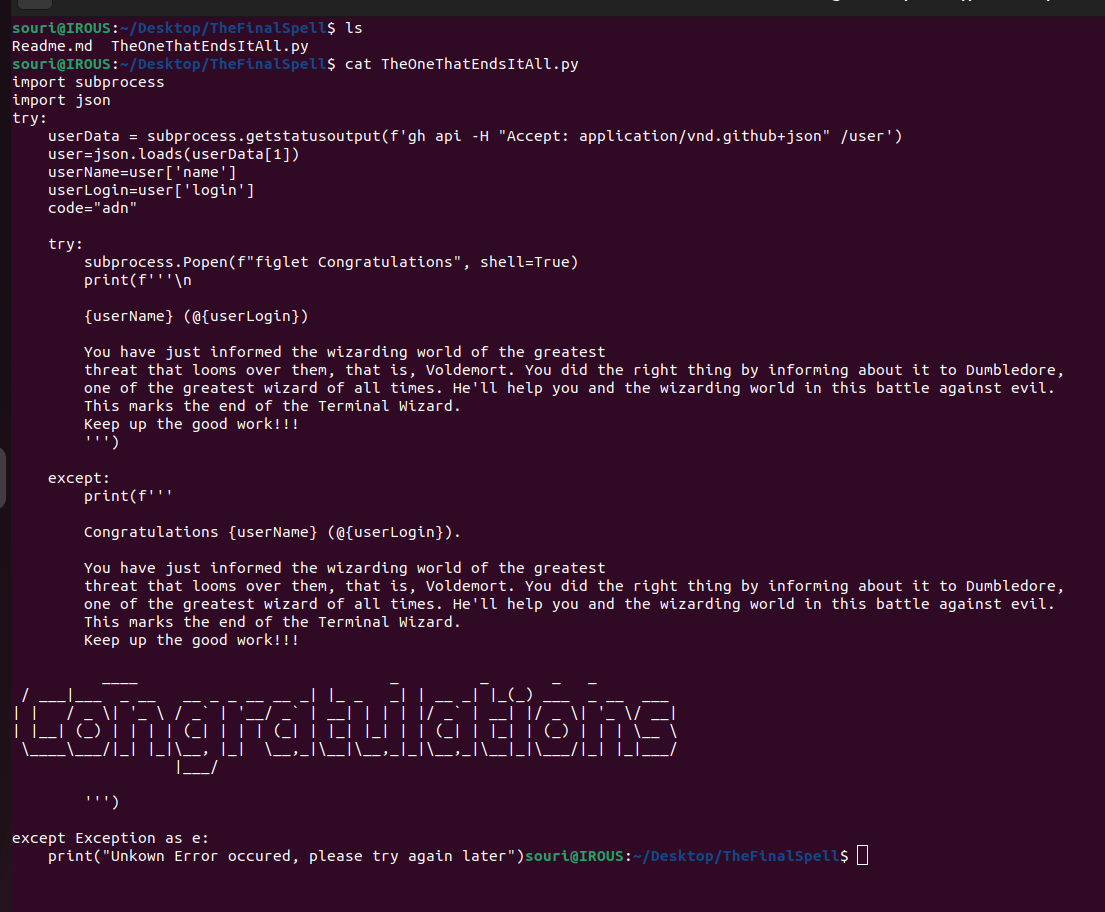 souri@IROUS:~/Desktop/TheFinalSpell$ ls
Readme.md  TheOneThatEndsItAll.py
souri@IROUS:~/Desktop/TheFinalSpell$ cat TheOneThatEndsItAll.py
import subprocess
import json
try:
    userData = subprocess.getstatusoutput(f'gh api -H "Accept: application/vnd.github+json" /user')
    user=json.loads(userData[1])
    userName=user['name']
    userLogin=user['login']
    code="adn"

    try:
        subprocess.Popen(f"figlet Congratulations", shell=True)
        print(f'''\n

        {userName} (@{userLogin})

        You have just informed the wizarding world of the greatest
        threat that looms over them, that is, Voldemort. You did the right thing by informing about it to Dumbledore,
        one of the greatest wizard of all times. He'll help you and the wizarding world in this battle against evil.
        This marks the end of the Terminal Wizard.
        Keep up the good work!!!
        ''')

    except:
        print(f'''

        Congratulations {userName} (@{userLogin}).

        You have just informed the wizarding world of the greatest
        threat that looms over them, that is, Voldemort. You did the right thing by informing about it to Dumbledore,
        one of the greatest wizard of all times. He'll help you and the wizarding world in this battle against evil.
        This marks the end of the Terminal Wizard.
        Keep up the good work!!!

Congratulations

        ''')

except Exception as e:
    print("Unkown Error occured, please try again later")souri@IROUS:~/Desktop/TheFinalSpell$